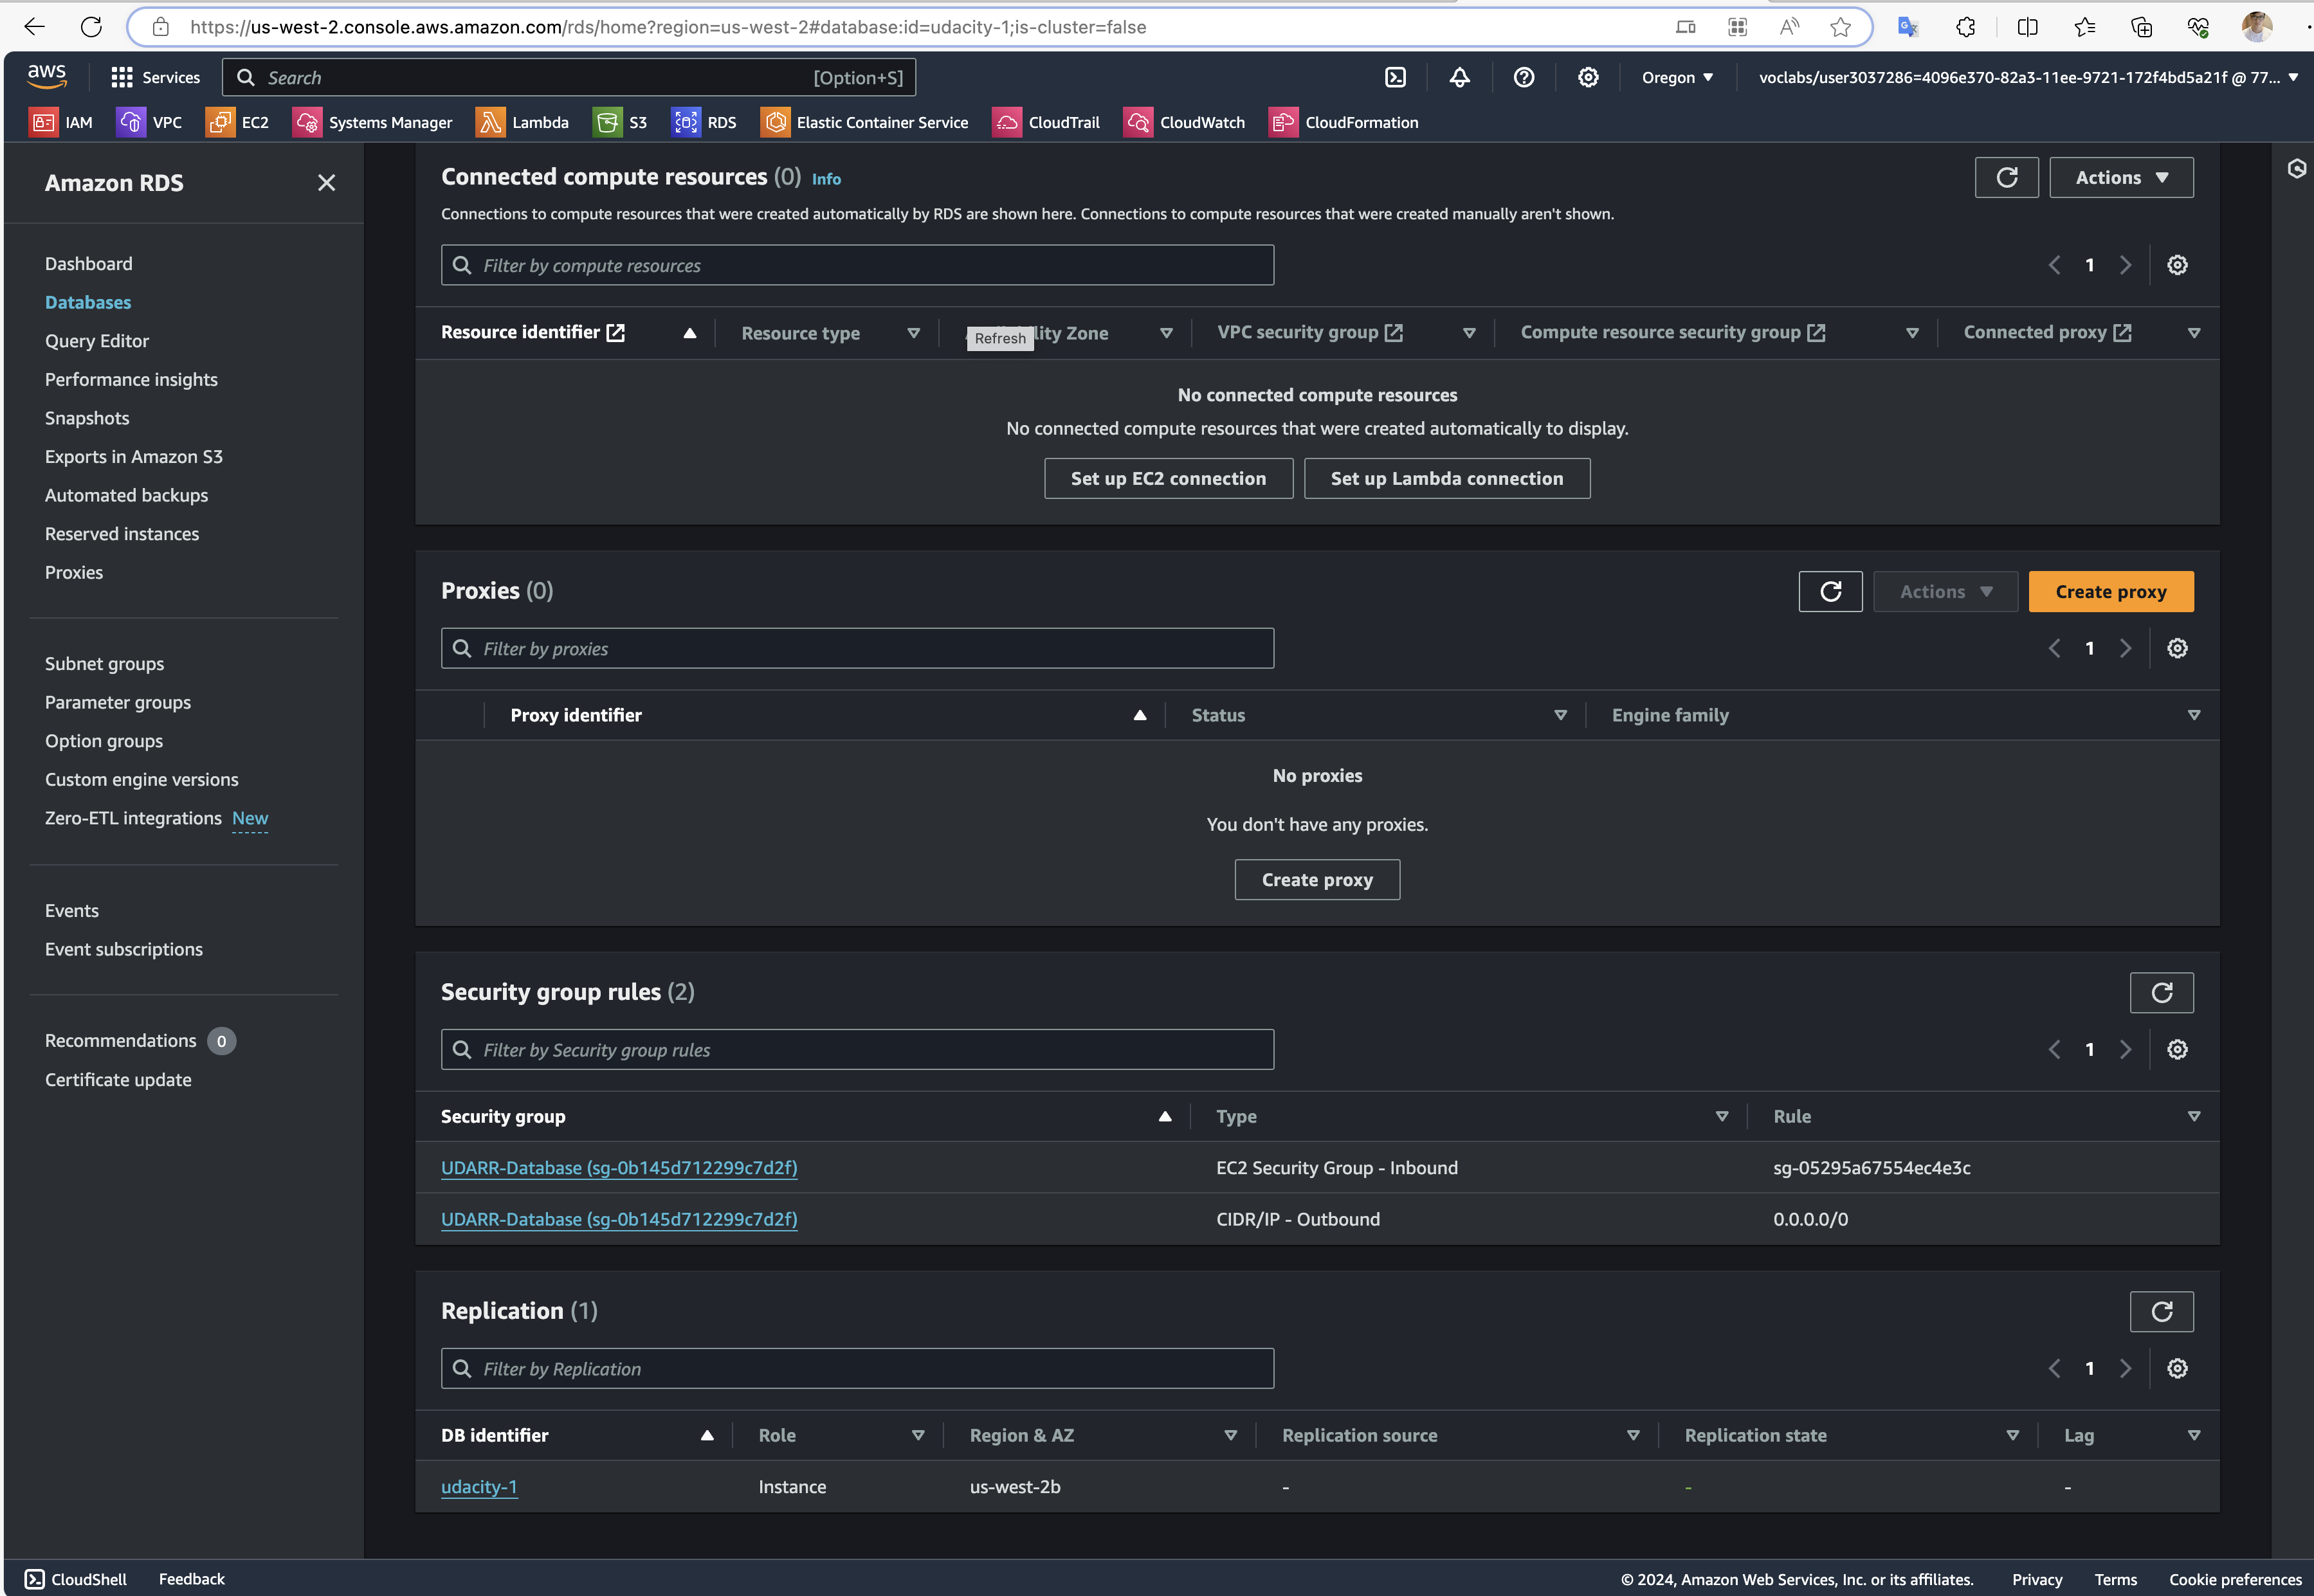 https://us-west-2.console.aws.amazon.com/rds/home?region=us-west-2#database:id=udacity-1;is-cluster=false
aws Services Search [Option+S] Oregon voclabs/user3037286=4096e370-82a3-11ee-9721-172f4bd5a21f @ 77...
IAM VPC EC2 Systems Manager Lambda S3 RDS Elastic Container Service CloudTrail CloudWatch CloudFormation
Amazon RDS
Dashboard
Databases
Query Editor
Performance insights
Snapshots
Exports in Amazon S3
Automated backups
Reserved instances
Proxies
Subnet groups
Parameter groups
Option groups
Custom engine versions
Zero-ETL integrations New
Events
Event subscriptions
Recommendations 0
Certificate update
Connected compute resources (0) Info
Actions
Connections to compute resources that were created automatically by RDS are shown here. Connections to compute resources that were created manually aren't shown.
Filter by compute resources
1
Resource identifier Resource type Refresh Zone VPC security group Compute resource security group Connected proxy
No connected compute resources
No connected compute resources that were created automatically to display.
Set up EC2 connection Set up Lambda connection
Proxies (0)
Actions Create proxy
Filter by proxies
1
Proxy identifier Status Engine family
No proxies
You don't have any proxies.
Create proxy
Security group rules (2)
Filter by Security group rules
1
Security group Type Rule
UDARR-Database (sg-0b145d712299c7d2f) EC2 Security Group - Inbound sg-05295a67554ec4e3c
UDARR-Database (sg-0b145d712299c7d2f) CIDR/IP - Outbound 0.0.0.0/0
Replication (1)
Filter by Replication
1
DB identifier Role Region & AZ Replication source Replication state Lag
udacity-1 Instance us-west-2b - - -
CloudShell Feedback © 2024, Amazon Web Services, Inc. or its affiliates. Privacy Terms Cookie preferences